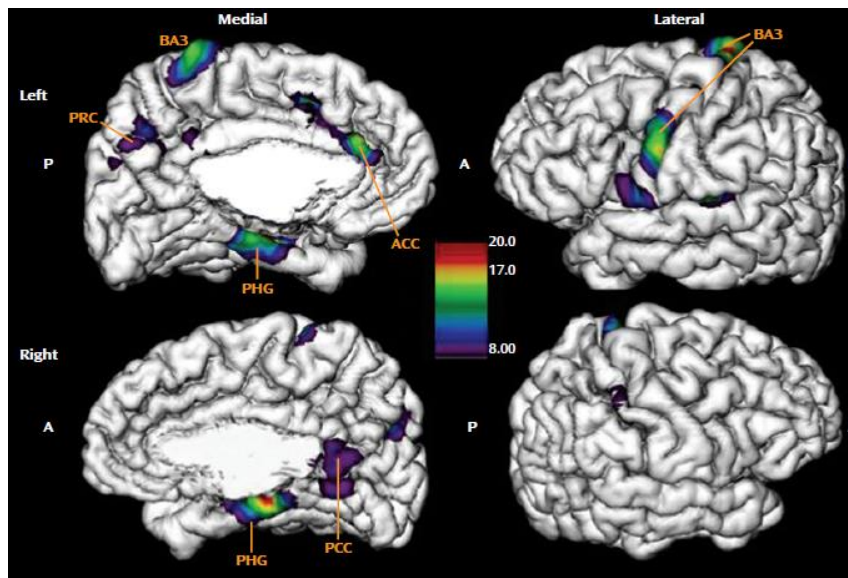 Medial
Lateral
BA3
BA3
Left
PRC
P
A
ACC
PHG
20.0
17.0
8.00
Right
A
P
PHG
PCC